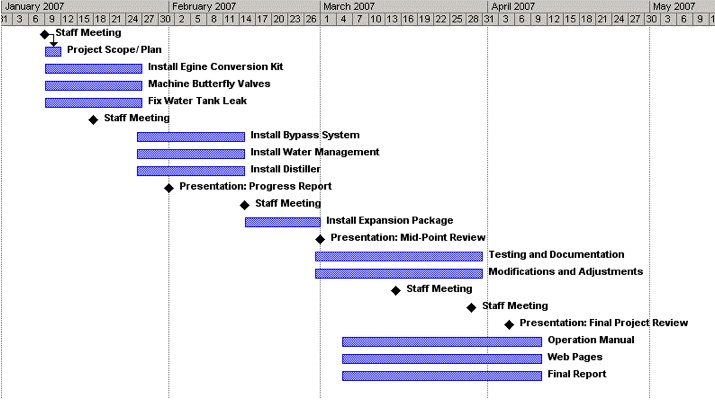 January 2007 February 2007 March 2007 April 2007 May 2007
31 3 6 9 12 15 18 21 24 27 30 2 5 8 11 14 17 20 23 26 1 4 7 10 13 16 19 22 25 28 31 3 6 9 12 15 18 21 24 27 30 3 6 9
Staff Meeting
Project Scope/Plan
Install Egine Conversion Kit
Machine Butterfly Valves
Fix Water Tank Leak
Staff Meeting
Install Bypass System
Install Water Management
Install Distiller
Presentation: Progress Report
Staff Meeting
Install Expansion Package
Presentation: Mid-Point Review
Testing and Documentation
Modifications and Adjustments
Staff Meeting
Staff Meeting
Presentation: Final Project Review
Operation Manual
Web Pages
Final Report